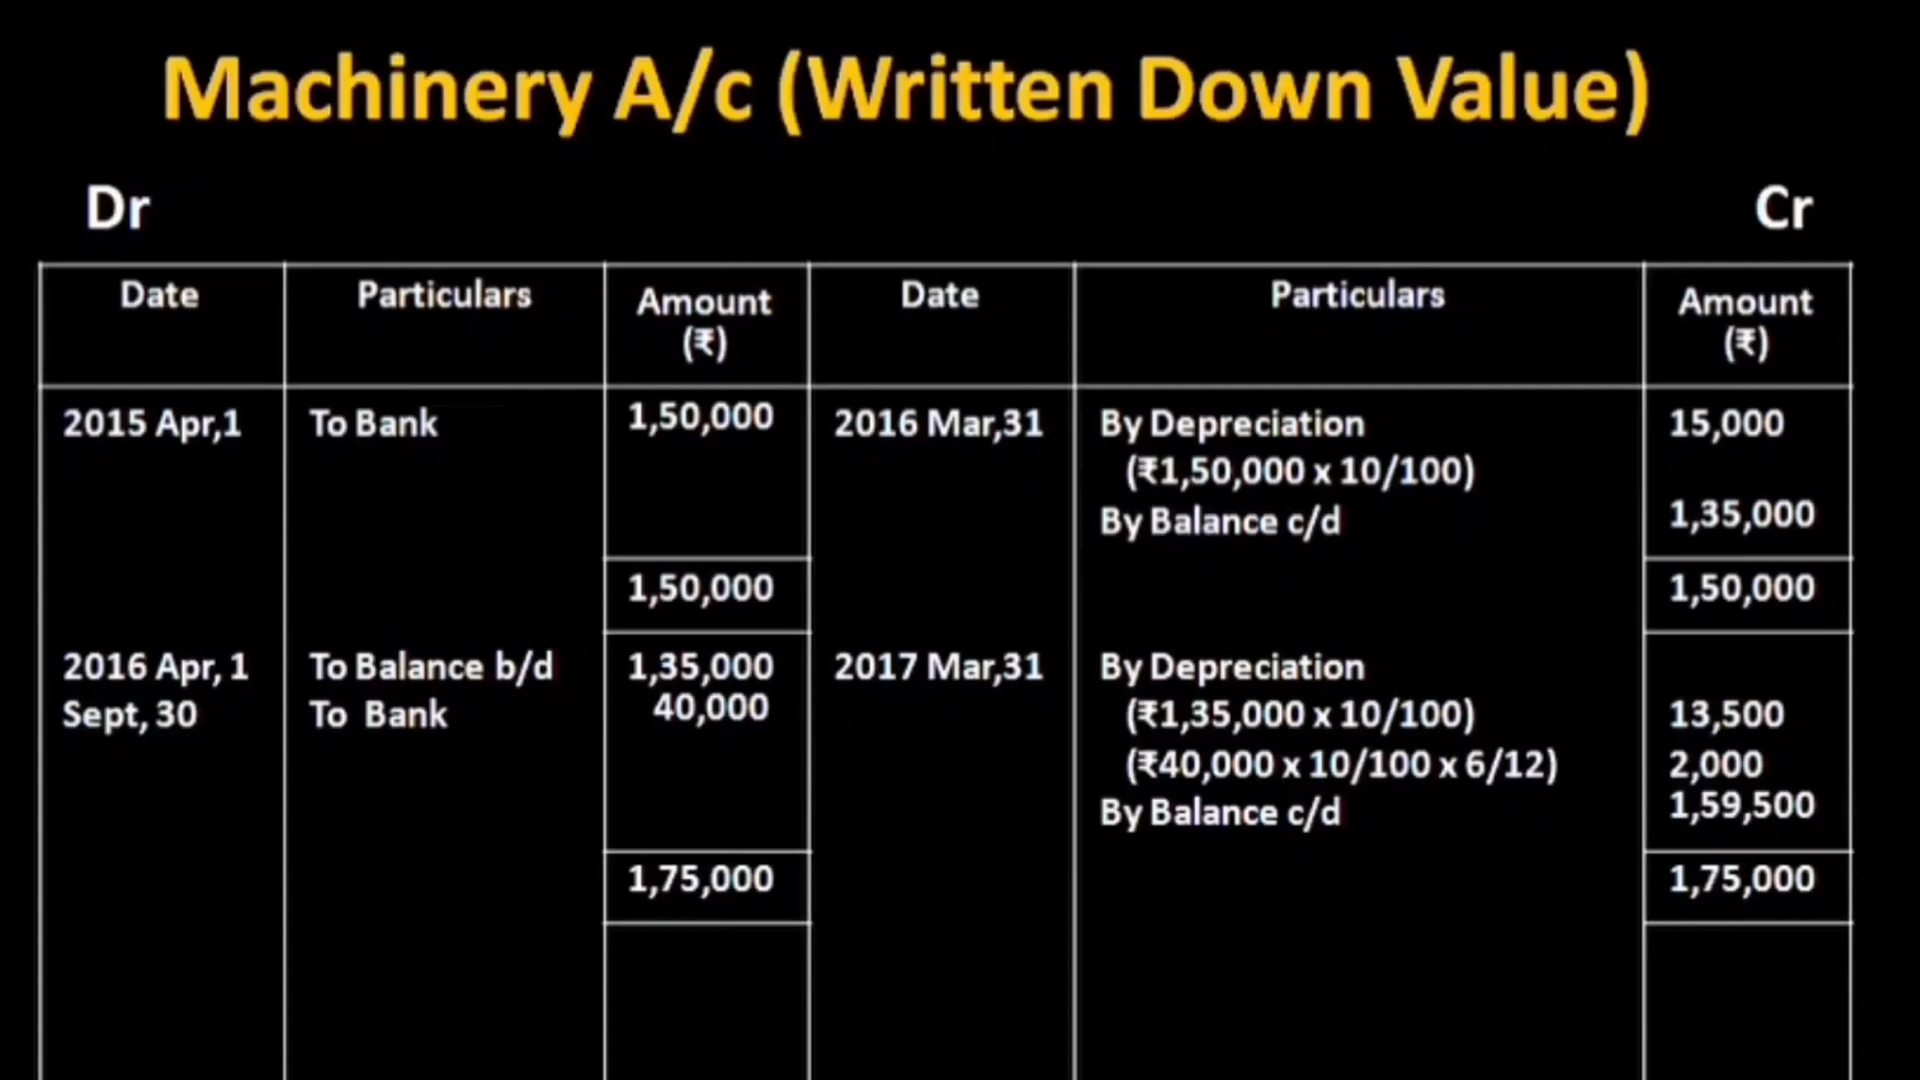 Machinery A/c (Written Down Value)
Dr Cr
Date Particulars Amount (₹) Date Particulars Amount (₹)
2015 Apr,1 To Bank 1,50,000 2016 Mar,31 By Depreciation 15,000
(₹1,50,000 x 10/100)
By Balance c/d 1,35,000
1,50,000 1,50,000
2016 Apr, 1 To Balance b/d 1,35,000 2017 Mar,31 By Depreciation
Sept, 30 To Bank 40,000 (₹1,35,000 x 10/100) 13,500
(₹40,000 x 10/100 x 6/12) 2,000
By Balance c/d 1,59,500
1,75,000 1,75,000